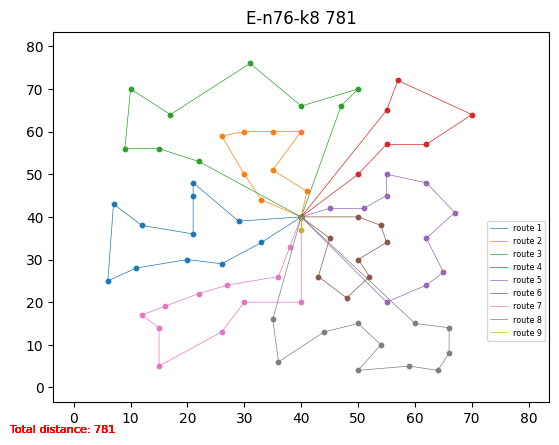 E-n76-k8 781
80
70
60
50
40
30
20
10
0
route 1
route 2
route 3
route 4
route 5
route 6
route 7
route 8
route 9
0 10 20 30 40 50 60 70 80
Total distance: 781